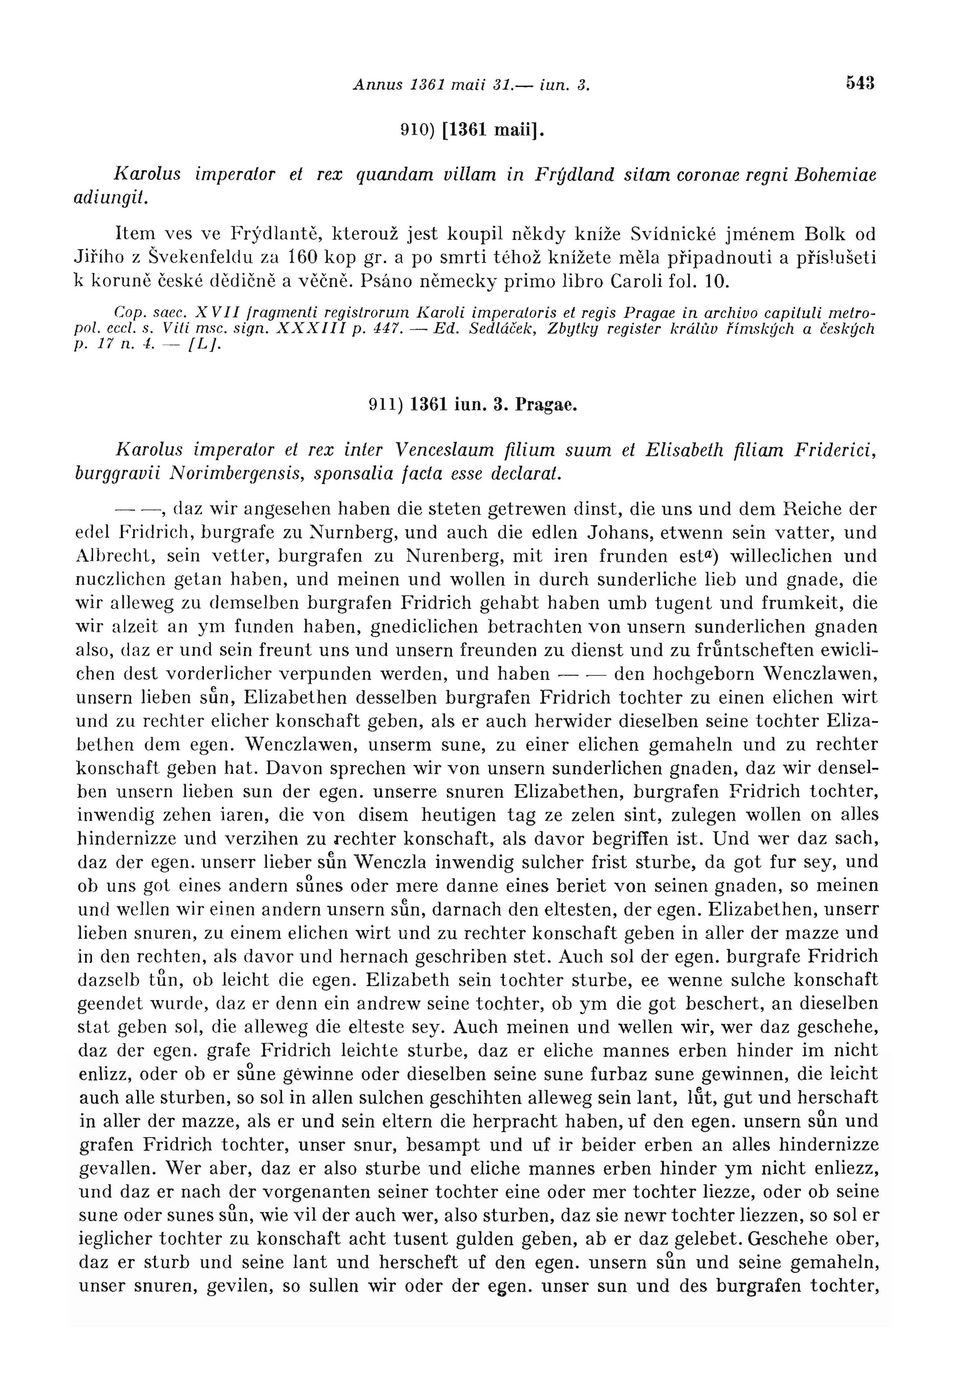 Annus 1361 maii 31.— iun. 3. 543
910) [1361 maii].
Karolus imperator et rex quandam villam in Frýdland sitam coronae regni Bohemiae
adiungit.
Item ves ve Frýdlantě, kterouž jest koupil někdy kníže Svídnické jménem Bolk od
Jiřího z Švekenfeldu za 160 kop gr. a po smrti téhož knížete měla připadnouti a příslušeti
k koruně české dědičně a věčně. Psáno německy primo libro Caroli fol. 10.
Cop. saec. XVII fragmenti registrorum Karoli imperatoris et regis Pragae in archivo capituli metro-
pol. eccl. s. Viti msc. sign. XXXIII p. 447. — Ed. Sedláček, Zbytky register králův římských a českých
p. 17 n. 4. — [L].
911) 1361 iun. 3. Pragae.
Karolus imperator et rex inter Venceslaum filium suum et Elisabeth filiam Friderici,
burggravii Norimbergensis, sponsalia facta esse declarat.
— —, daz wir angesehen haben die steten getrewen dinst, die uns und dem Reiche der
edel Fridrich, burgrafe zu Nurnberg, und auch die edlen Johans, etwenn sein vatter, und
Albrecht, sein vetter, burgrafen zu Nurenberg, mit iren frunden estᵃ) willeclichen und
nuczlichen getan haben, und meinen und wollen in durch sunderliche lieb und gnade, die
wir alleweg zu demselben burgrafen Fridrich gehabt haben umb tugent und frumkeit, die
wir alzeit an ym funden haben, gnediclichen betrachten von unsern sunderlichen gnaden
also, daz er und sein freunt uns und unsern freunden zu dienst und zu fruͤntscheften ewicli-
chen dest vorderlicher verpunden werden, und haben — — den hochgeborn Wenczlawen,
unsern lieben suͤn, Elizabethen desselben burgrafen Fridrich tochter zu einen elichen wirt
und zu rechter elicher konschaft geben, als er auch herwider dieselben seine tochter Eliza-
bethen dem egen. Wenczlawen, unserm sune, zu einer elichen gemaheln und zu rechter
konschaft geben hat. Davon sprechen wir von unsern sunderlichen gnaden, daz wir densel-
ben unsern lieben sun der egen. unserre snuren Elizabethen, burgrafen Fridrich tochter,
inwendig zehen iaren, die von disem heutigen tag ze zelen sint, zulegen wollen on alles
hindernizze und verzihen zu rechter konschaft, als davor begriffen ist. Und wer daz sach,
daz der egen. unserr lieber suͤn Wenczla inwendig sulcher frist sturbe, da got fur sey, und
ob uns got eines andern suͦnes oder mere danne eines beriet von seinen gnaden, so meinen
und wellen wir einen andern unsern suͤn, darnach den eltesten, der egen. Elizabethen, unserr
lieben snuren, zu einem elichen wirt und zu rechter konschaft geben in aller der mazze und
in den rechten, als davor und hernach geschriben stet. Auch sol der egen. burgrafe Fridrich
dazselb tuͦn, ob leicht die egen. Elizabeth sein tochter sturbe, ee wenne sulche konschaft
geendet wurde, daz er denn ein andrew seine tochter, ob ym die got beschert, an dieselben
stat geben sol, die alleweg die elteste sey. Auch meinen und wellen wir, wer daz geschehe,
daz der egen. grafe Fridrich leichte sturbe, daz er eliche mannes erben hinder im nicht
enlizz, oder ob er suͦne gewinne oder dieselben seine sune furbaz sune gewinnen, die leicht
auch alle sturben, so sol in allen sulchen geschihten alleweg sein lant, luͤt, gut und herschaft
in aller der mazze, als er und sein eltern die herpracht haben, uf den egen. unsern suͦn und
grafen Fridrich tochter, unser snur, besampt und uf ir beider erben an alles hindernizze
gevallen. Wer aber, daz er also sturbe und eliche mannes erben hinder ym nicht enliezz,
und daz er nach der vorgenanten seiner tochter eine oder mer tochter liezze, oder ob seine
sune oder sunes suͦn, wie vil der auch wer, also sturben, daz sie newr tochter liezzen, so sol er
ieglicher tochter zu konschaft acht tusent gulden geben, ab er daz gelebet. Geschehe ober,
daz er sturb und seine lant und herscheft uf den egen. unsern suͦn und seine gemaheln,
unser snuren, gevilen, so sullen wir oder der egen. unser sun und des burgrafen tochter,